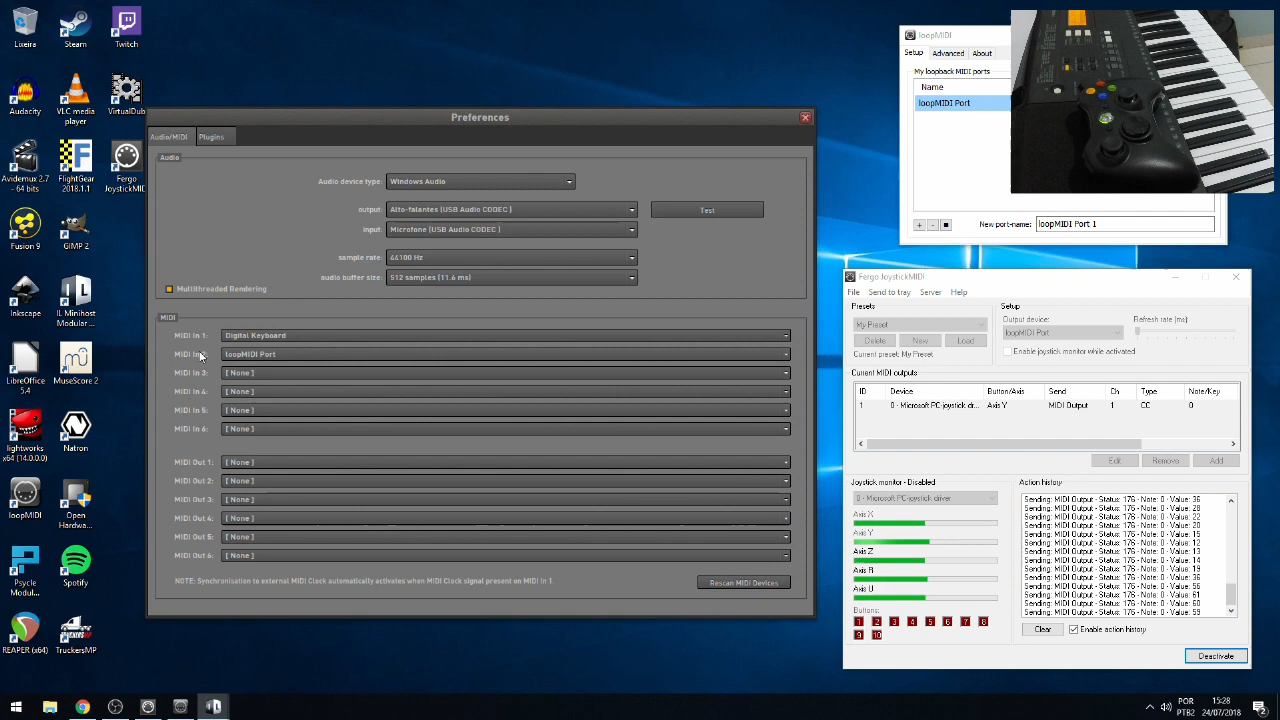 Lixeira
Steam
Twitch
Audacity
VLC media
player
VirtualDub
Avidemux 2.7
- 64 bits
FlightGear
2018.1.1
Fergo
JoystickMIDI
Fusion 9
GIMP 2
Inkscape
IL Minihost
Modular ...
LibreOffice
5.4
MuseScore 2
lightworks
x64 (14.0.0.0)
Natron
loopMIDI
Open
Hardwa...
Psycle
Modul...
Spotify
REAPER (x64)
TruckersMP
Preferences
Audio/MIDI
Plugins
Audio
Audio device type:
Windows Audio
output:
Alto-falantes (USB Audio CODEC )
Test
input:
Microfone (USB Audio CODEC )
sample rate:
44100 Hz
audio buffer size:
512 samples (11.6 ms)
Multithreaded Rendering
MIDI
MIDI In 1:
Digital Keyboard
loopMIDI Port
MIDI In 3:
[ None ]
MIDI In 4:
[ None ]
MIDI In 5:
[ None ]
MIDI In 6:
[ None ]
MIDI Out 1:
[ None ]
MIDI Out 2:
[ None ]
MIDI Out 3:
[ None ]
MIDI Out 4:
[ None ]
MIDI Out 5:
[ None ]
MIDI Out 6:
[ None ]
NOTE: Synchronisation to external MIDI Clock automatically activates when MIDI Clock signal present on MIDI In 1.
Rescan MIDI Devices
loopMIDI
Setup
Advanced
About
My loopback MIDI ports
Name
loopMIDI Port
+
-
New port-name:
loopMIDI Port 1
Fergo JoystickMIDI
File
Send to tray
Server
Help
Presets
My Preset
Delete
New
Load
Current preset: My Preset
Setup
Output device:
loopMIDI Port
Refresh rate (ms):
Enable joystick monitor while activated
Current MIDI outputs
ID
Device
Button/Axis
Send
Ch
Type
Note/Key
1
0 - Microsoft PC-joystick dr...
Axis Y
MIDI Output
1
CC
0
Edit
Remove
Add
Joystick monitor - Disabled
0 - Microsoft PC-joystick driver
Axis X
Axis Y
Axis Z
Axis R
Axis U
Buttons:
1
2
3
4
5
6
7
8
9
10
Action history
Sending: MIDI Output - Status: 176 - Note: 0 - Value: 36
Sending: MIDI Output - Status: 176 - Note: 0 - Value: 28
Sending: MIDI Output - Status: 176 - Note: 0 - Value: 22
Sending: MIDI Output - Status: 176 - Note: 0 - Value: 20
Sending: MIDI Output - Status: 176 - Note: 0 - Value: 15
Sending: MIDI Output - Status: 176 - Note: 0 - Value: 12
Sending: MIDI Output - Status: 176 - Note: 0 - Value: 13
Sending: MIDI Output - Status: 176 - Note: 0 - Value: 14
Sending: MIDI Output - Status: 176 - Note: 0 - Value: 19
Sending: MIDI Output - Status: 176 - Note: 0 - Value: 36
Sending: MIDI Output - Status: 176 - Note: 0 - Value: 56
Sending: MIDI Output - Status: 176 - Note: 0 - Value: 61
Sending: MIDI Output - Status: 176 - Note: 0 - Value: 60
Sending: MIDI Output - Status: 176 - Note: 0 - Value: 59
Clear
Enable action history
Deactivate
POR
PTB2
15:28
24/07/2018
2